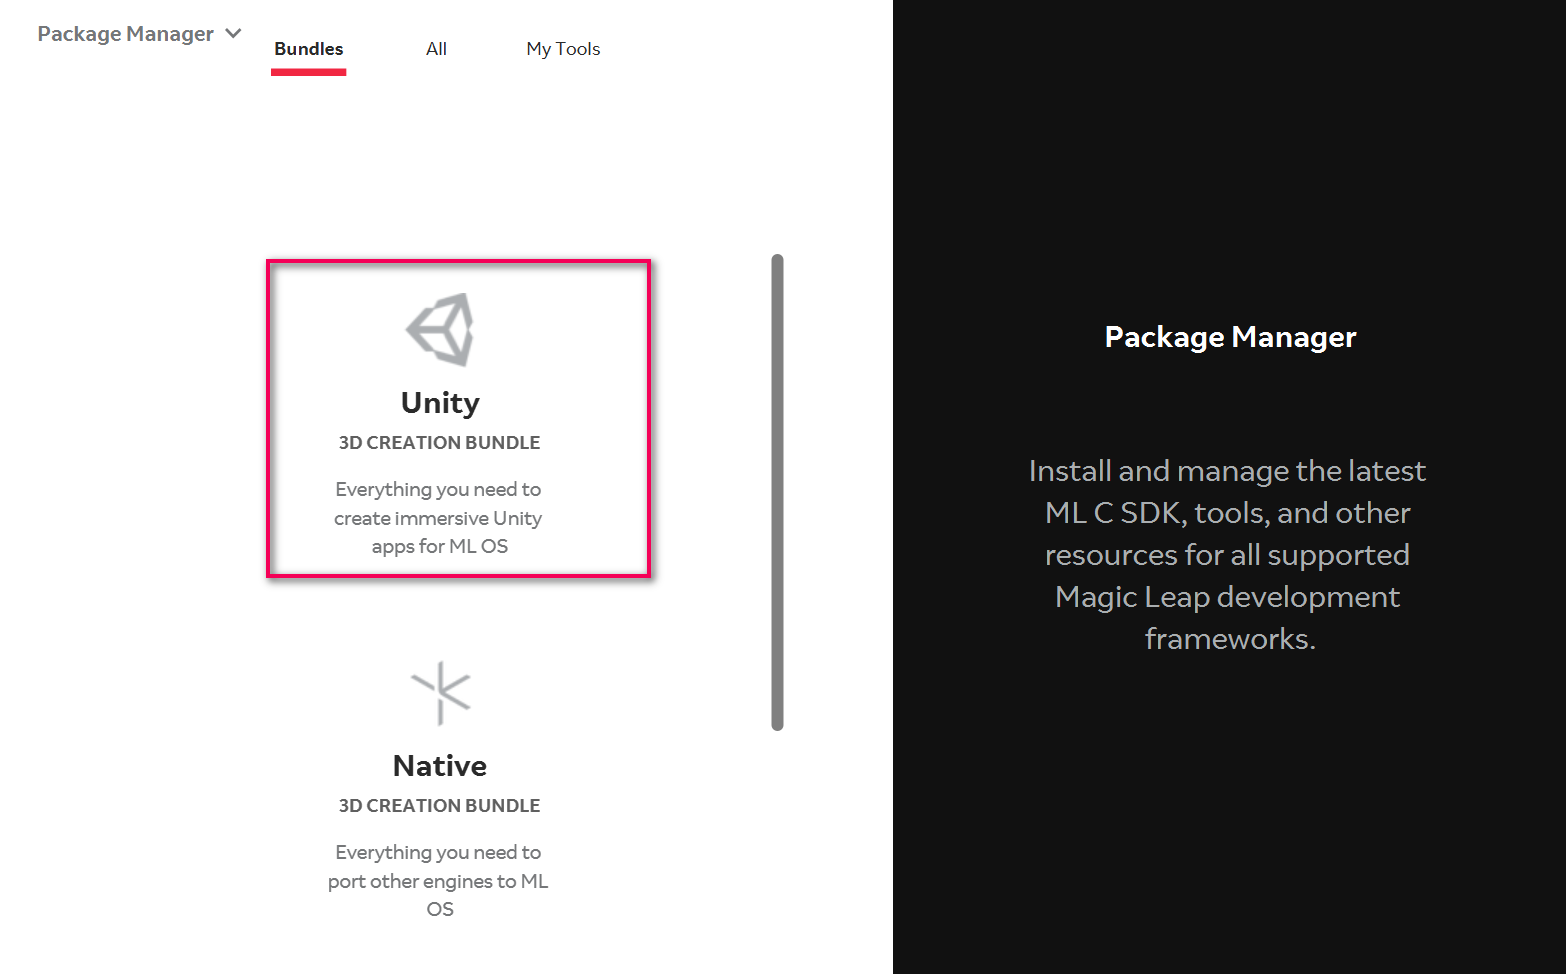 Package Manager
Bundles
All
My Tools
Unity
3D CREATION BUNDLE
Everything you need to
create immersive Unity
apps for ML OS
Native
3D CREATION BUNDLE
Everything you need to
port other engines to ML
OS
Package Manager
Install and manage the latest
ML C SDK, tools, and other
resources for all supported
Magic Leap development
frameworks.